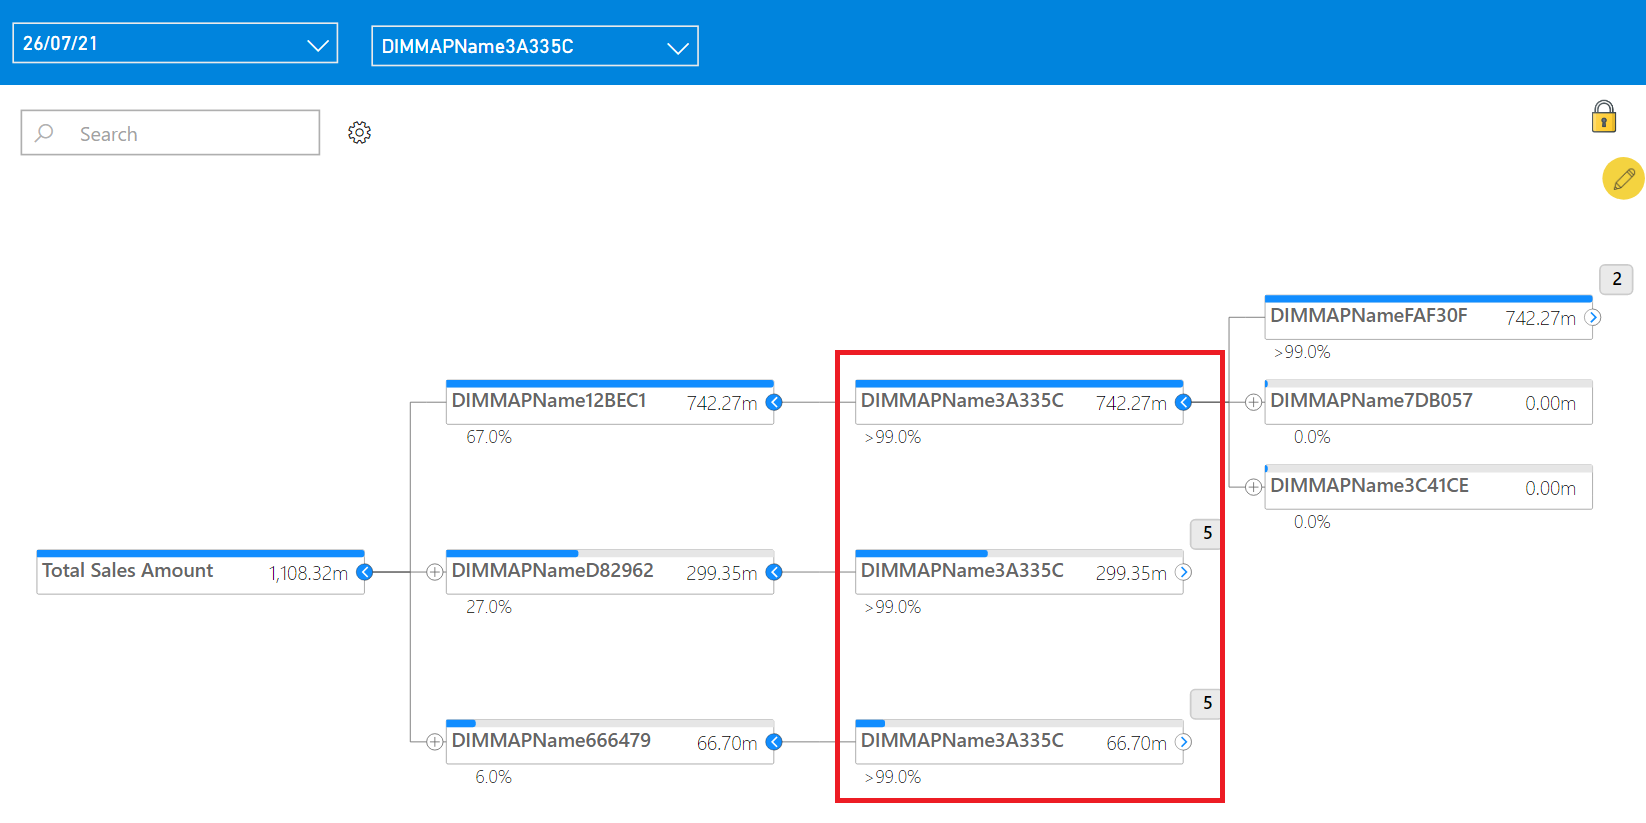 26/07/21
DIMMAPName3A335C
Search
2
DIMMAPNameFAF30F 742.27m
>99.0%
DIMMAPName12BEC1 742.27m
67.0%
DIMMAPName3A335C 742.27m
>99.0%
DIMMAPName7DB057 0.00m
0.0%
DIMMAPName3C41CE 0.00m
0.0%
5
Total Sales Amount 1,108.32m
DIMMAPNameD82962 299.35m
27.0%
DIMMAPName3A335C 299.35m
>99.0%
5
DIMMAPName666479 66.70m
6.0%
DIMMAPName3A335C 66.70m
>99.0%